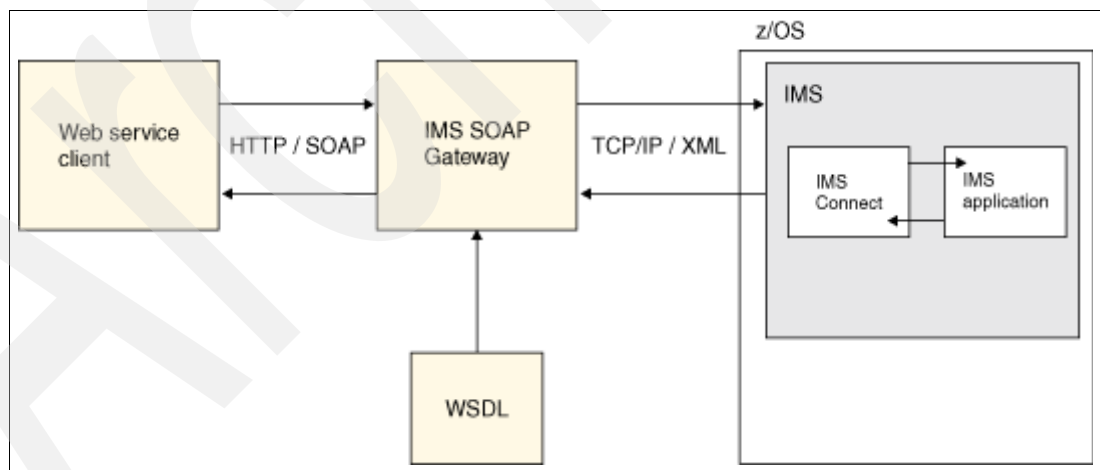 z/OS
IMS
Web service
client
HTTP / SOAP
IMS SOAP
Gateway
TCP/IP / XML
IMS
Connect
IMS
application
WSDL